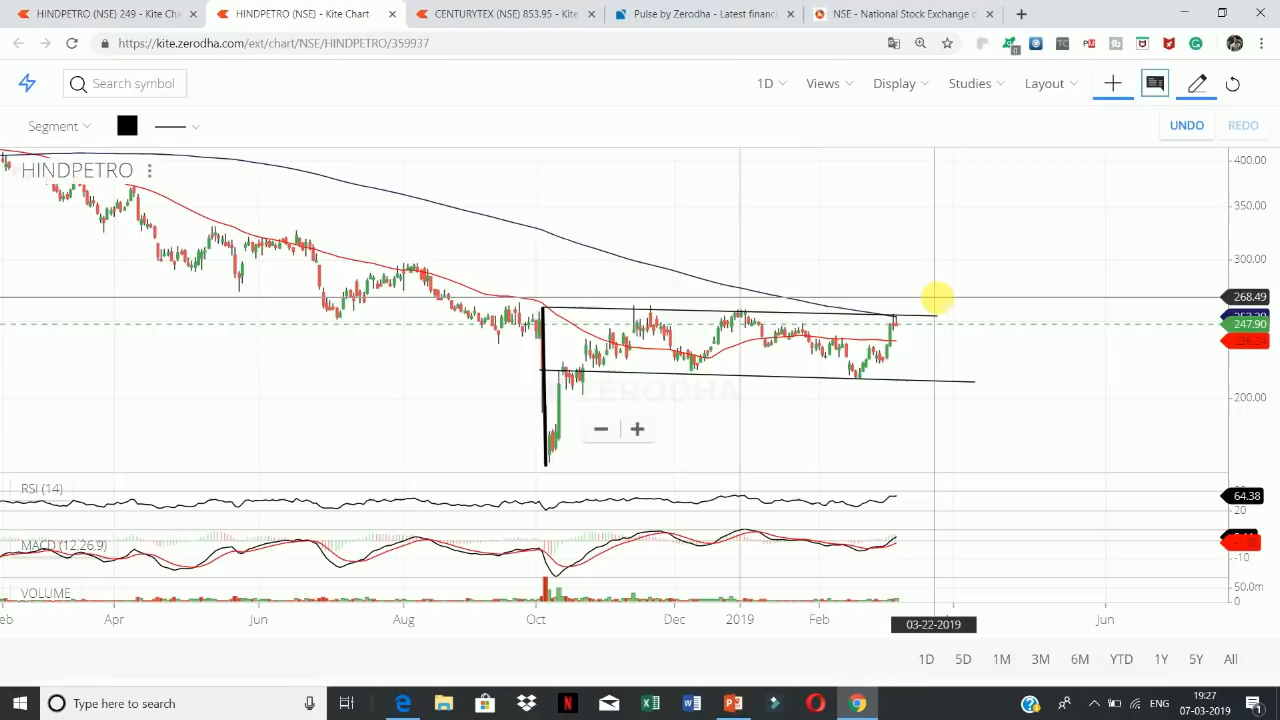 HINDPETRO (NSE) 249 - Kite Cha
HINDPETRO (NSE) - Kite Chart
CENTURYTEX (NSE) 853.95 - Kite
Pulse by Zerodha - Latest financi
NSE - National Stock Exchange o
https://kite.zerodha.com/ext/chart/NSE/HINDPETRO/359937
Search symbol
1D
Views
Display
Studies
Layout
Segment
UNDO
REDO
HINDPETRO
400.00
350.00
300.00
268.49
247.90
200.00
ZERODHA
RSI (14)
64.38
20
MACD (12,26,9)
-10
VOLUME
50.0m
0
eb
Apr
Jun
Aug
Oct
Dec
2019
Feb
03-22-2019
Jun
1D
5D
1M
3M
6M
YTD
1Y
5Y
All
Type here to search
ENG
19:27
07-03-2019